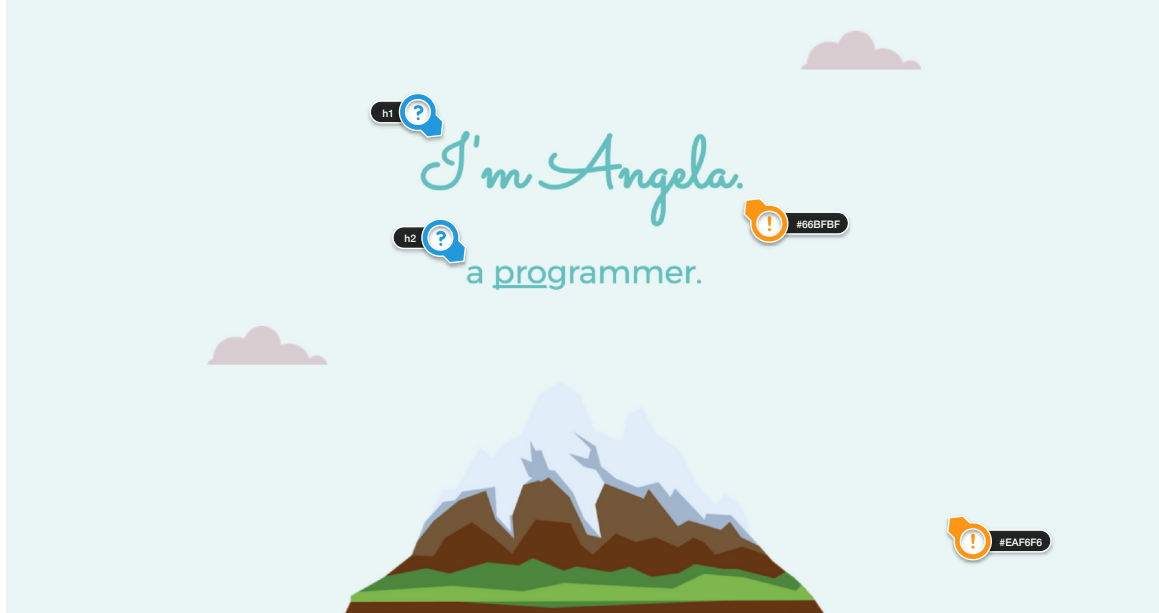 h1 ?
I'm Angela.
! #66BFBF
h2 ?
a programmer.
! #EAF6F6